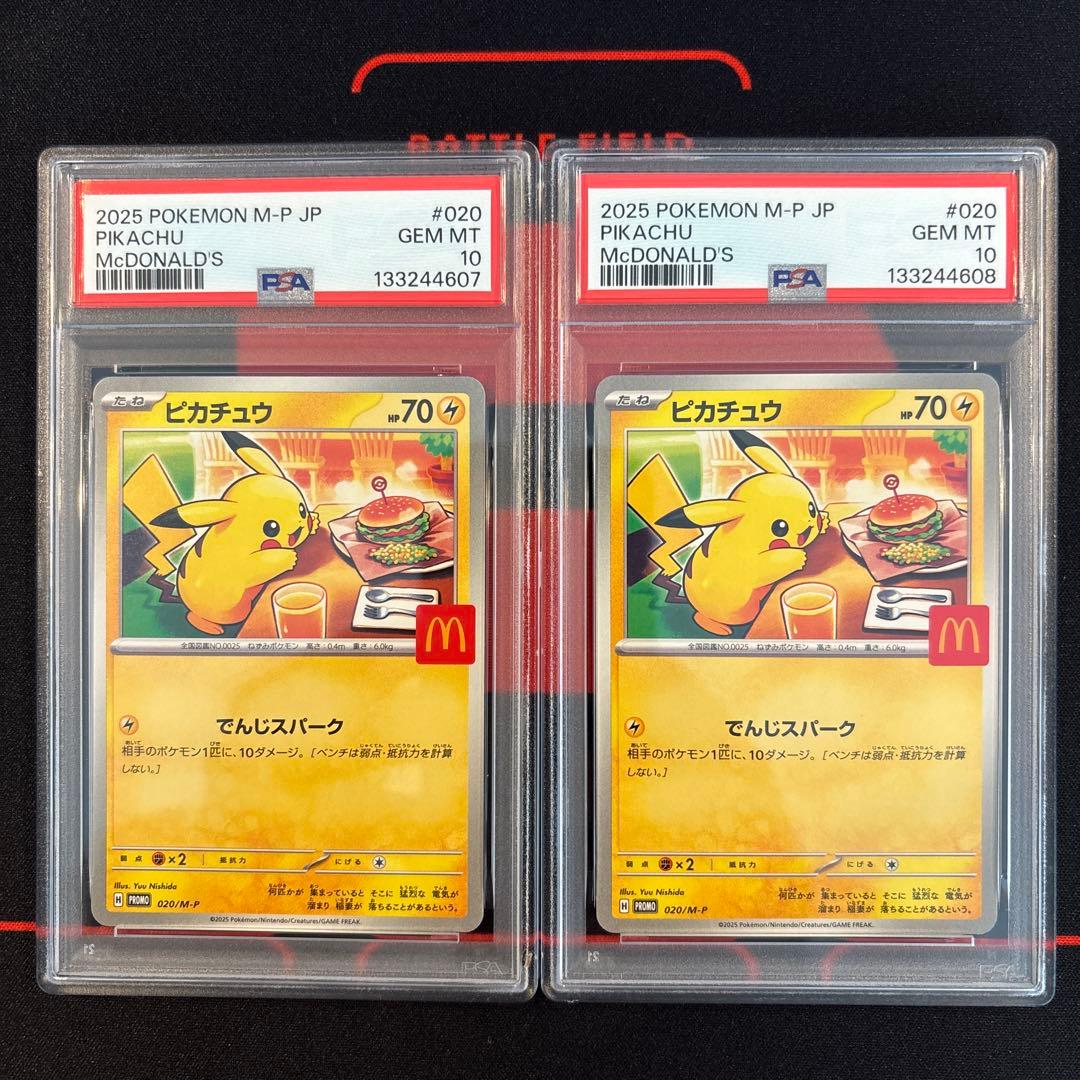 BATTLE FIELD
2025 POKEMON M-P JP #020
PIKACHU GEM MT
McDONALD'S 10
PSA 133244607
たね ピカチュウ HP70
全国図鑑NO.0025 ねずみポケモン 高さ:0.4m 重さ:6.0kg
でんじスパーク
相手のポケモン1匹に、10ダメージ。[ベンチは弱点・抵抗力を計算
しない。]
弱点 ×2 抵抗力 にげる
Illus. Yuu Nishida
何匹かが 集まっていると そこに 猛烈な 電気が
溜まり 稲妻が 落ちることがあるという。
H PROMO 020/M-P
©2025 Pokémon/Nintendo/Creatures/GAME FREAK.
21 PSA
2025 POKEMON M-P JP #020
PIKACHU GEM MT
McDONALD'S 10
PSA 133244608
たね ピカチュウ HP70
全国図鑑NO.0025 ねずみポケモン 高さ:0.4m 重さ:6.0kg
でんじスパーク
相手のポケモン1匹に、10ダメージ。[ベンチは弱点・抵抗力を計算
しない。]
弱点 ×2 抵抗力 にげる
Illus. Yuu Nishida
何匹かが 集まっていると そこに 猛烈な 電気が
溜まり 稲妻が 落ちることがあるという。
H PROMO 020/M-P
©2025 Pokémon/Nintendo/Creatures/GAME FREAK.
21 PSA